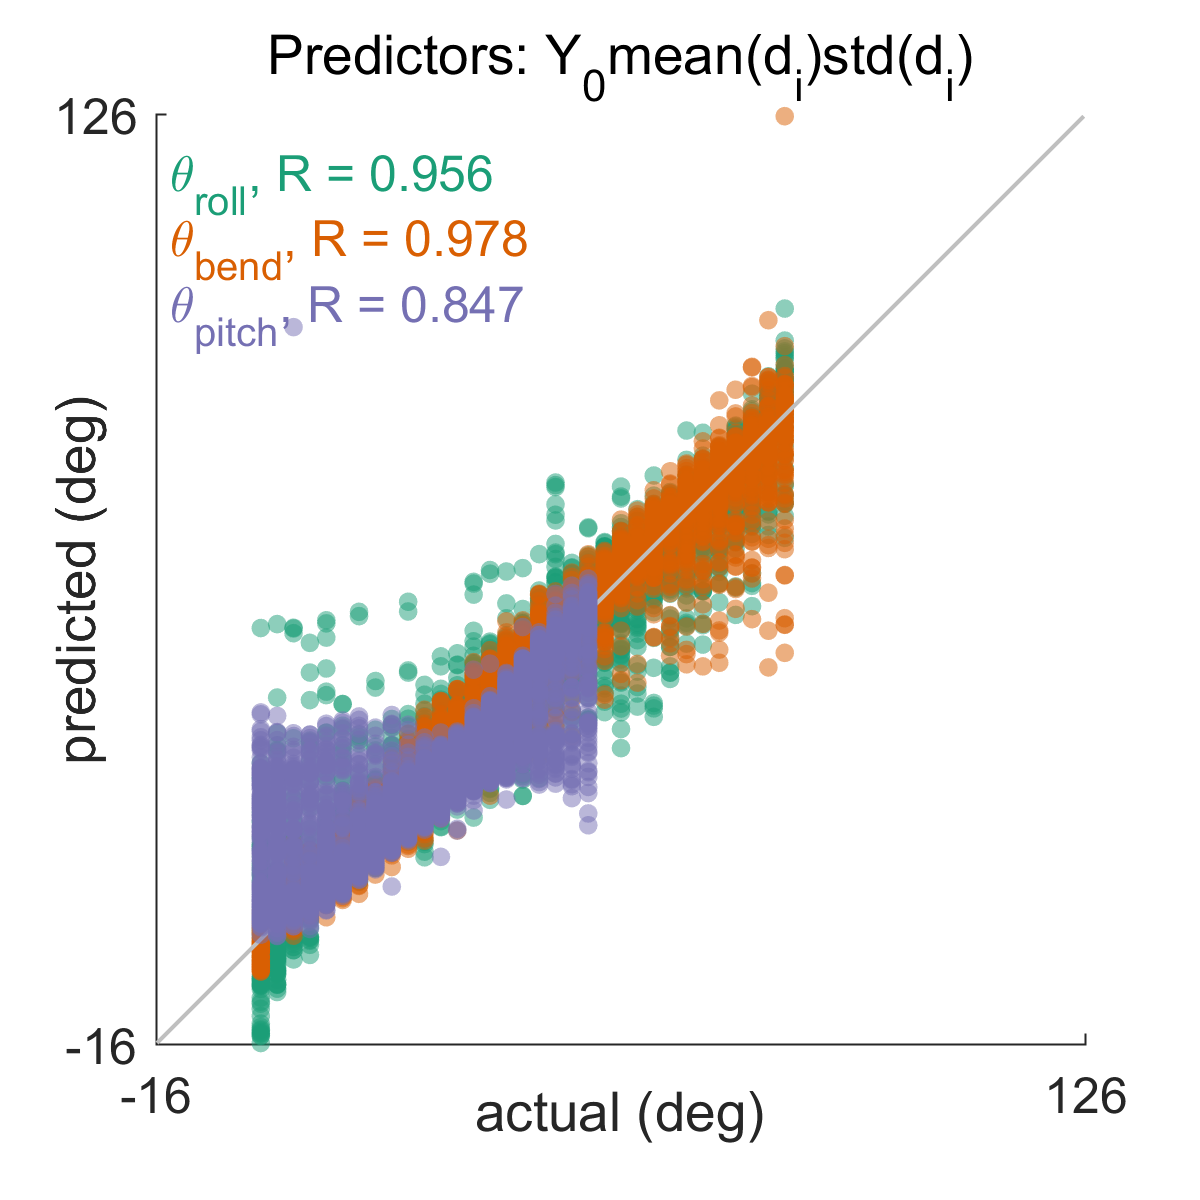 Predictors: Y₀mean(dᵢ)std(dᵢ)
126
θroll, R = 0.956
θbend, R = 0.978
θpitch, R = 0.847
predicted (deg)
-16
-16
126
actual (deg)